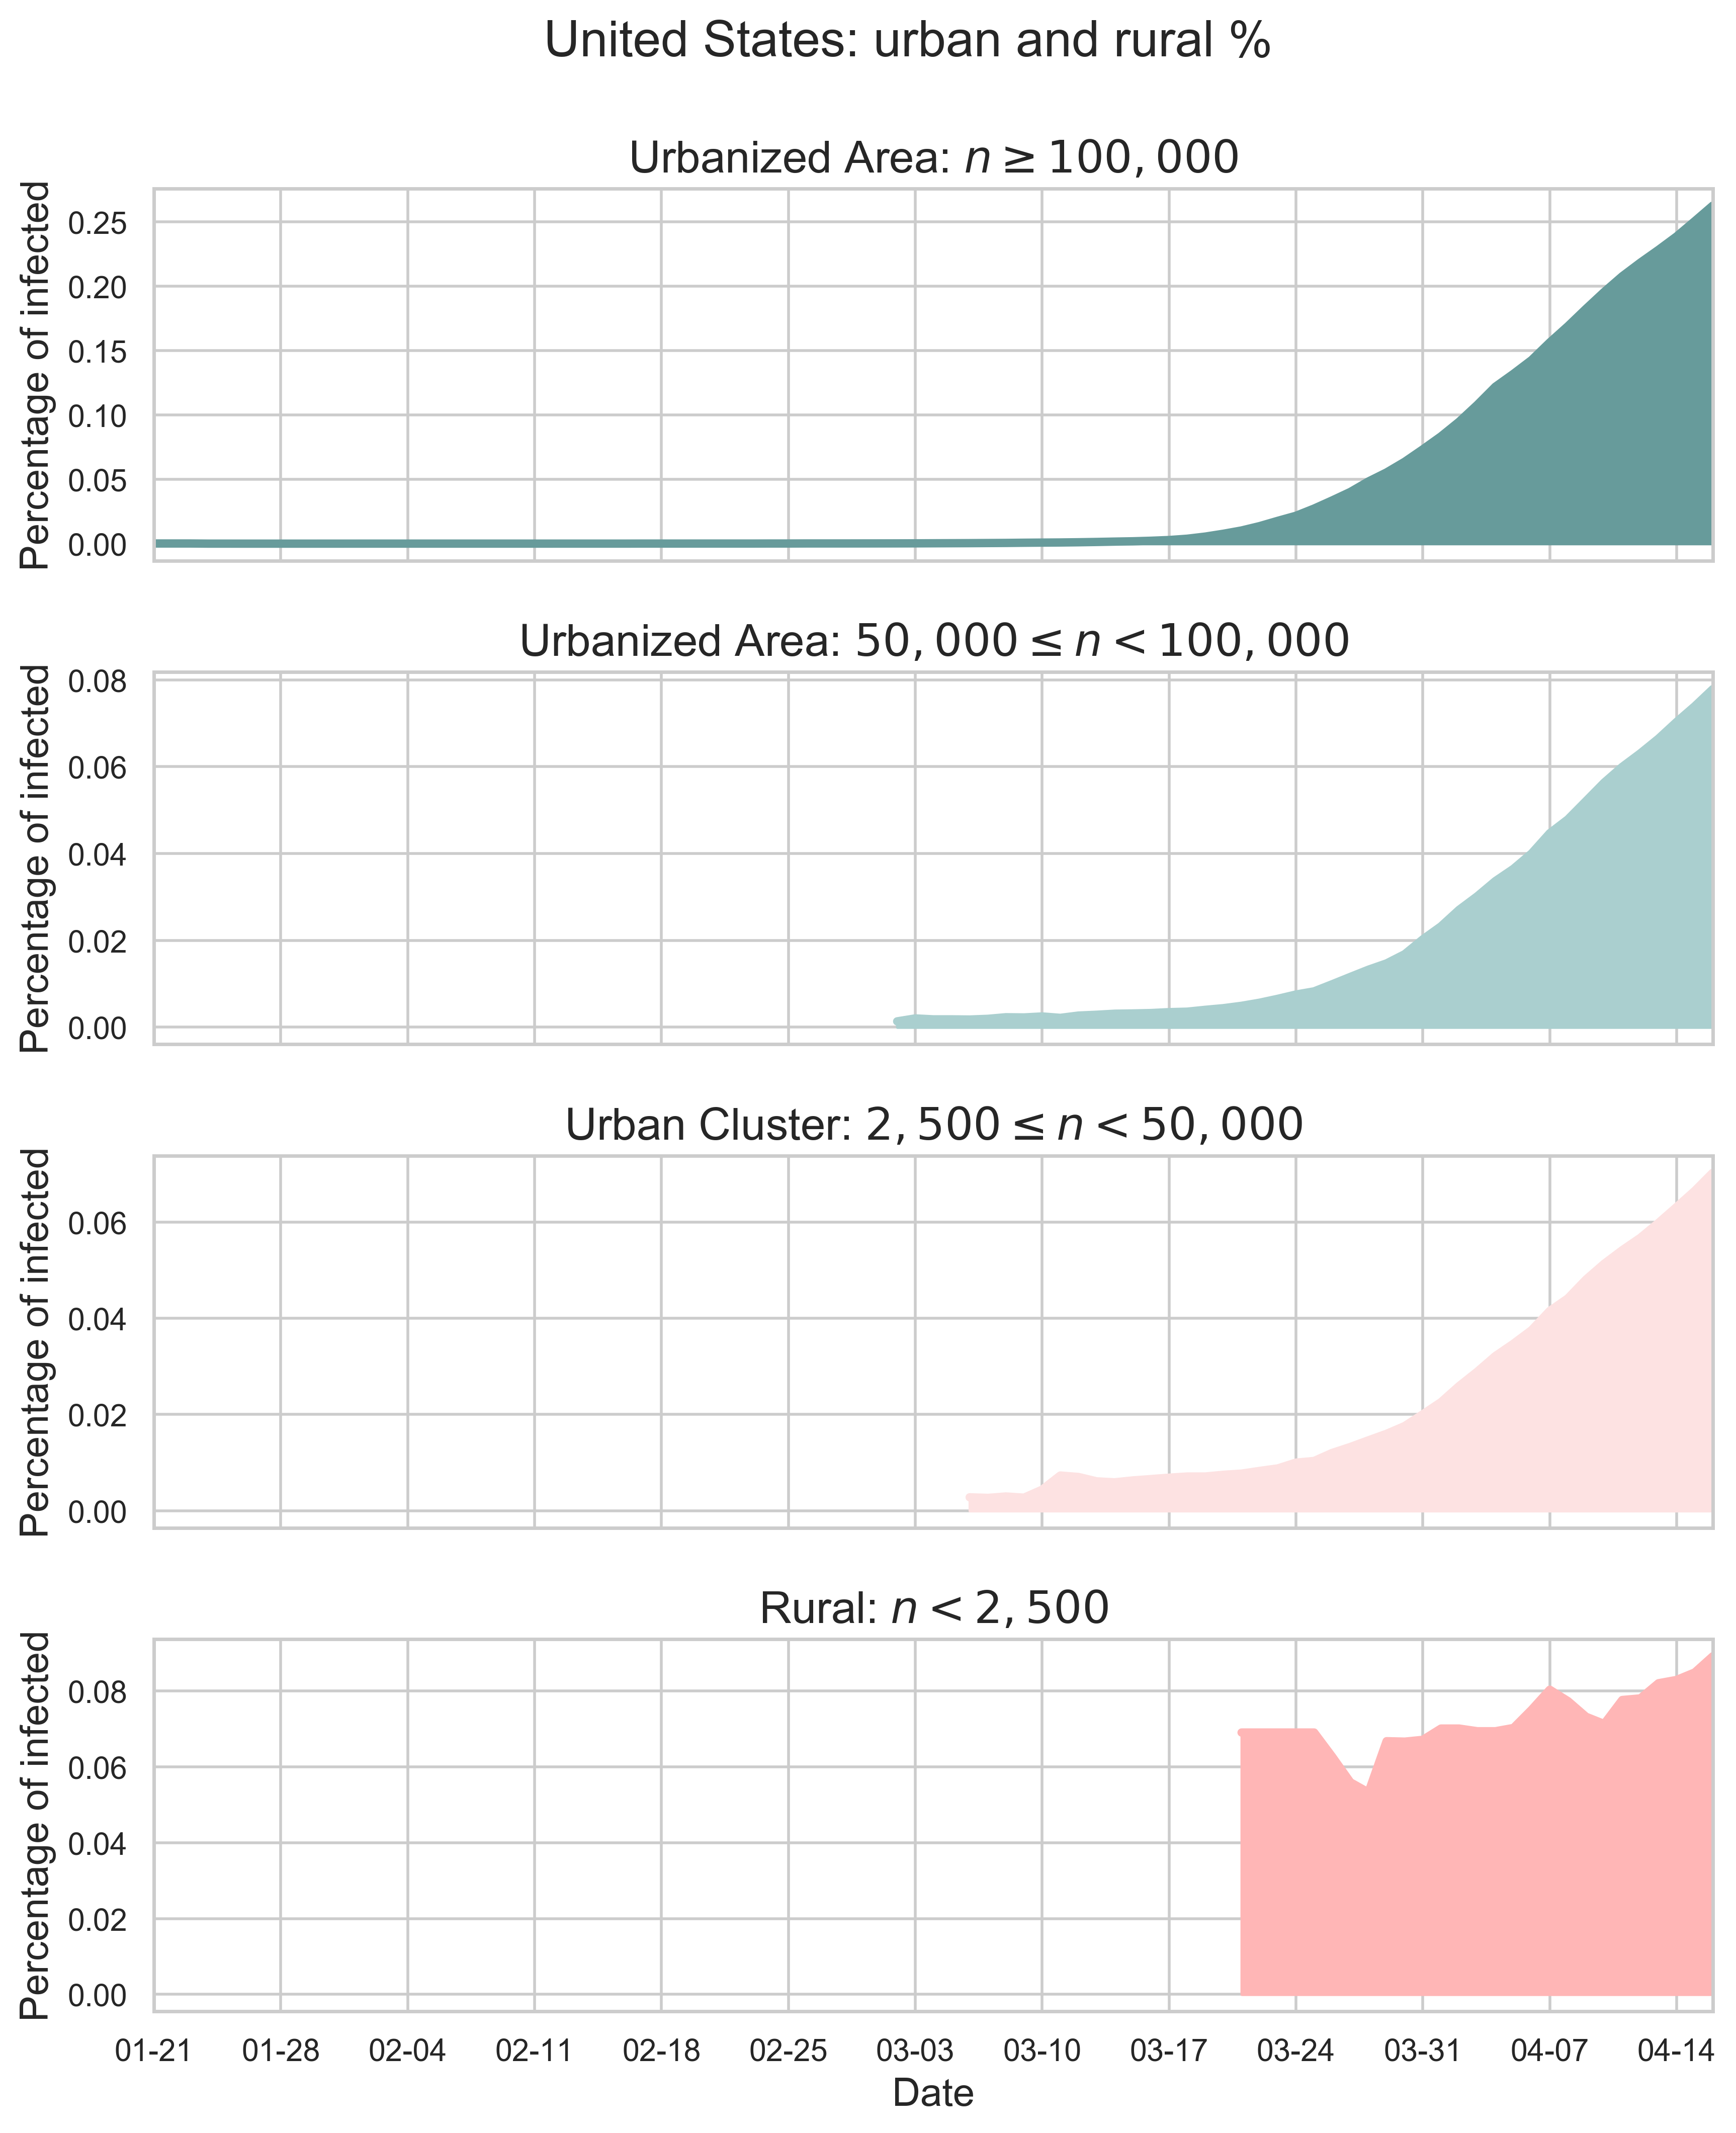 United States: urban and rural %
Urbanized Area: n ≥ 100, 000
Percentage of infected
0.25
0.20
0.15
0.10
0.05
0.00
Urbanized Area: 50, 000 ≤ n < 100, 000
Percentage of infected
0.08
0.06
0.04
0.02
0.00
Urban Cluster: 2, 500 ≤ n < 50, 000
Percentage of infected
0.06
0.04
0.02
0.00
Rural: n < 2, 500
Percentage of infected
0.08
0.06
0.04
0.02
0.00
01-21 01-28 02-04 02-11 02-18 02-25 03-03 03-10 03-17 03-24 03-31 04-07 04-14
Date